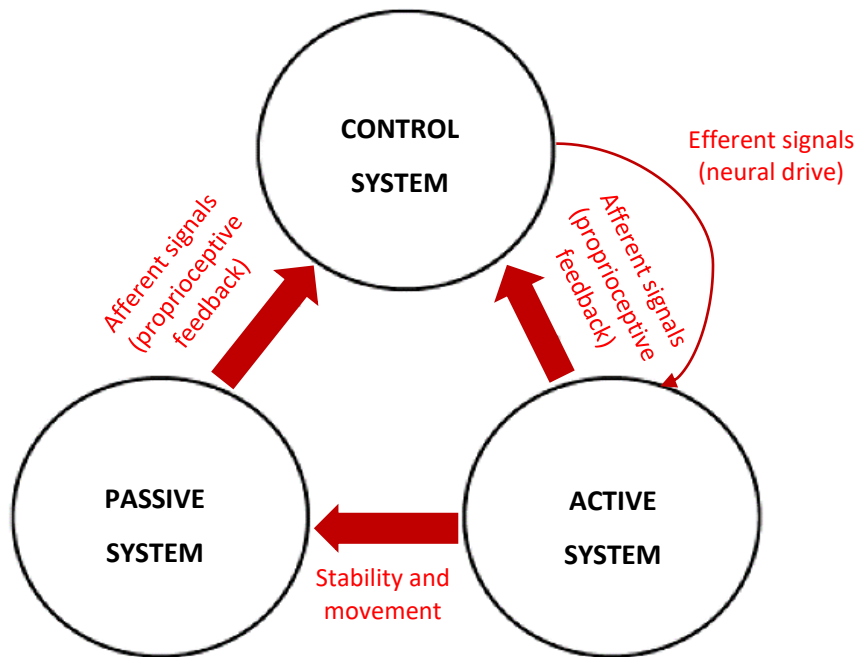 CONTROL
SYSTEM
Efferent signals
(neural drive)
Afferent signals
(proprioceptive
feedback)
Afferent signals
(proprioceptive
feedback)
PASSIVE
SYSTEM
ACTIVE
SYSTEM
Stability and
movement